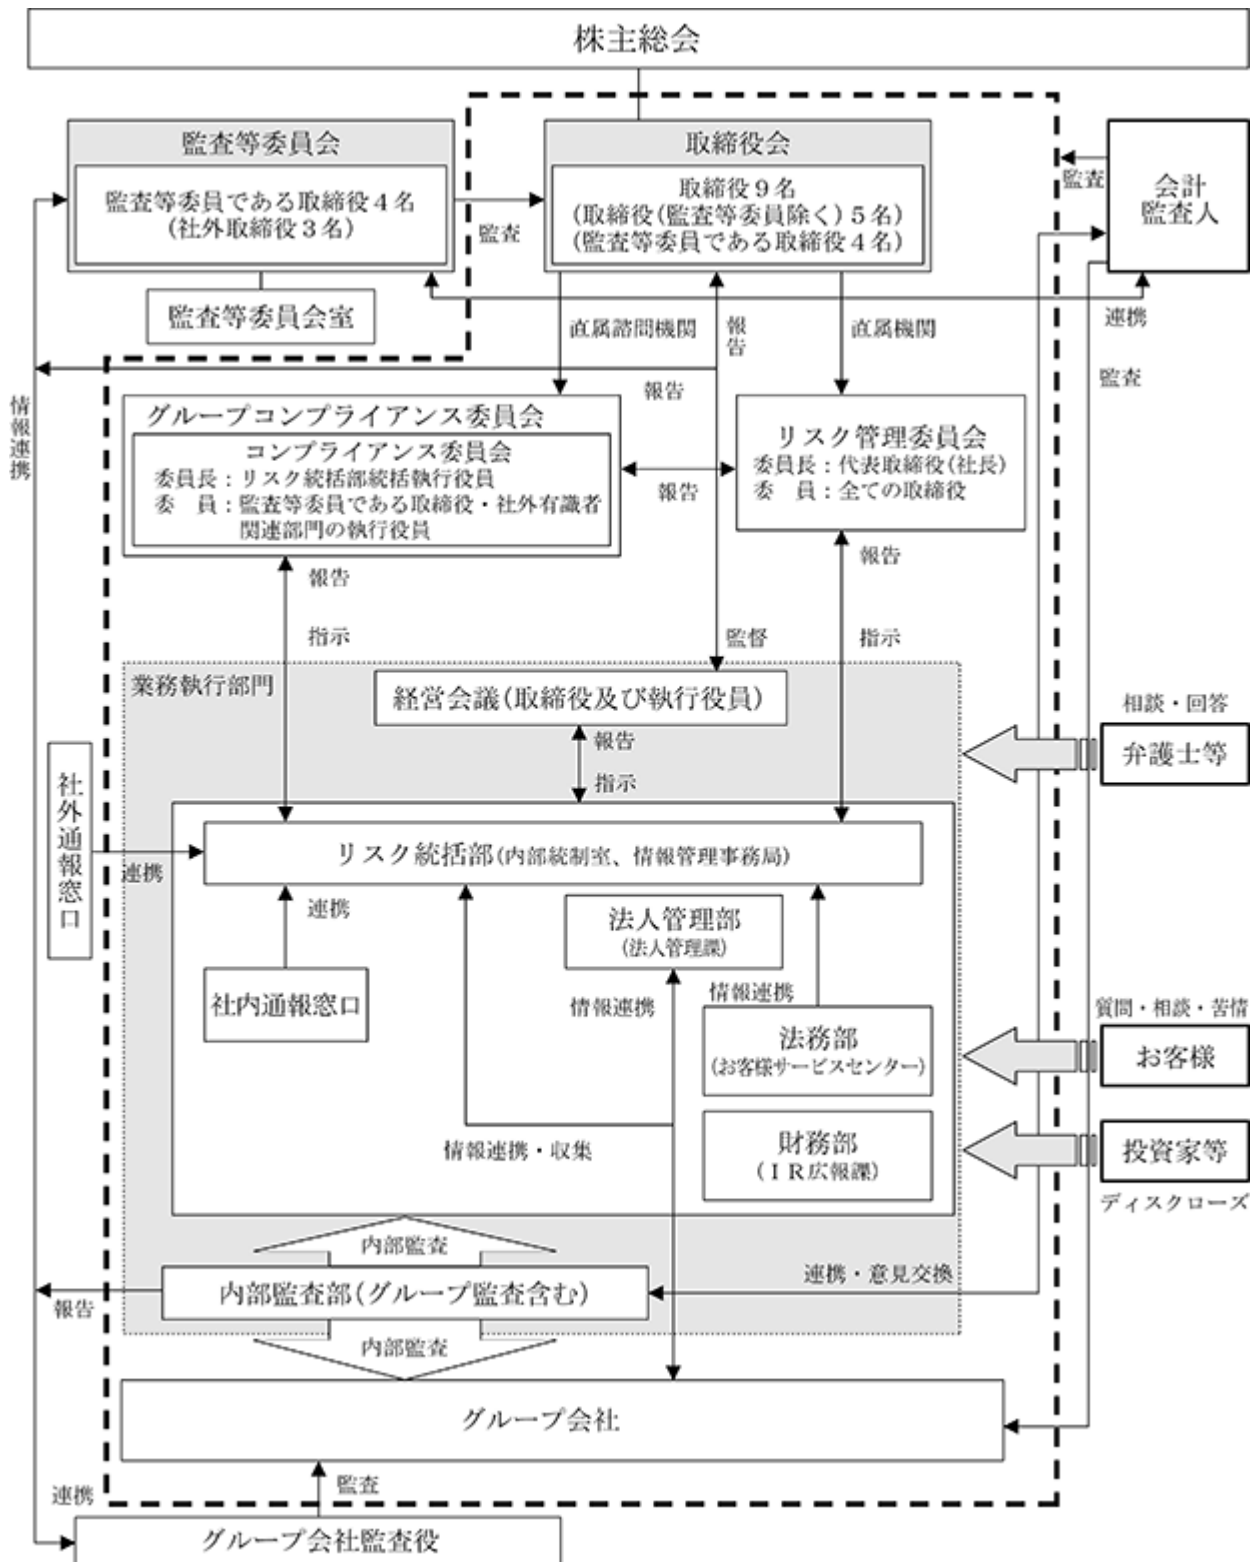 株主総会
監査等委員会
監査等委員である取締役４名
(社外取締役３名)
監査等委員会室
監査
取締役会
取締役９名
(取締役(監査等委員除く)５名)
(監査等委員である取締役４名)
監査
会計
監査人
連携
監査
直属諮問機関
報告
直属機関
報告
情報連携
グループコンプライアンス委員会
コンプライアンス委員会
委員長：リスク統括部統括執行役員
委　員：監査等委員である取締役・社外有識者
関連部門の執行役員
報告
リスク管理委員会
委員長：代表取締役(社長)
委　員：全ての取締役
報告
指示
監督
報告
指示
業務執行部門
経営会議(取締役及び執行役員)
報告
指示
相談・回答
弁護士等
社外通報窓口
連携
リスク統括部(内部統制室、情報管理事務局)
連携
社内通報窓口
法人管理部
(法人管理課)
情報連携
情報連携
法務部
(お客様サービスセンター)
質問・相談・苦情
お客様
情報連携・収集
財務部
(ＩＲ広報課)
投資家等
ディスクローズ
内部監査
内部監査部(グループ監査含む)
連携・意見交換
報告
内部監査
グループ会社
監査
連携
グループ会社監査役